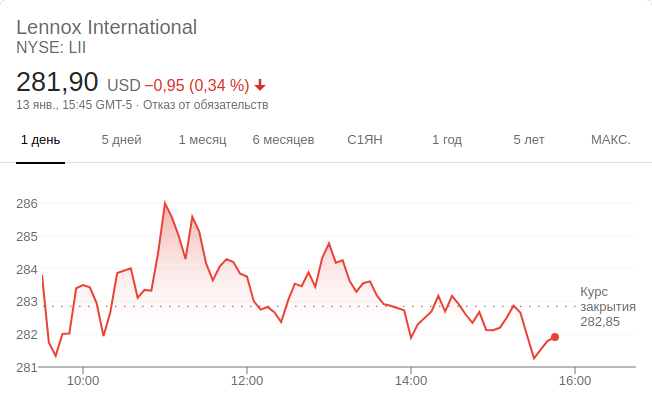 Lennox International
NYSE: LII
281,90 USD −0,95 (0,34 %)
13 янв., 15:45 GMT-5 · Отказ от обязательств
1 день 5 дней 1 месяц 6 месяцев С1ЯН 1 год 5 лет МАКС.
286
285
284
283
282
281
Курс
закрытия
282,85
10:00 12:00 14:00 16:00